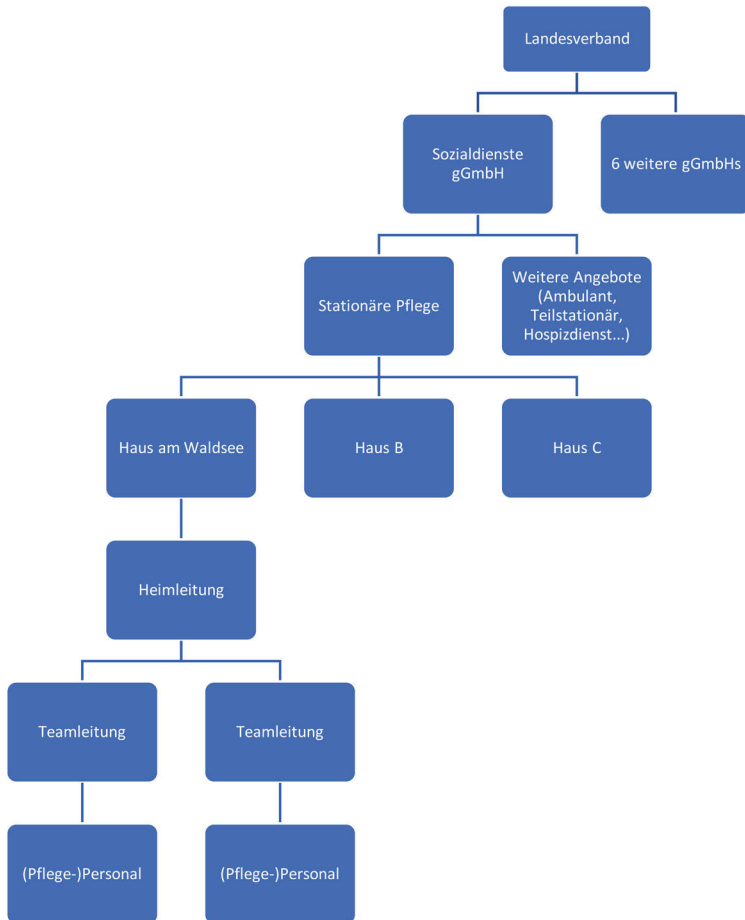 Landesverband
Sozialdienste
gGmbH
6 weitere gGmbHs
Stationäre Pflege
Weitere Angebote
(Ambulant,
Teilstationär,
Hospizdienst...)
Haus am Waldsee
Haus B
Haus C
Heimleitung
Teamleitung
Teamleitung
(Pflege-)Personal
(Pflege-)Personal